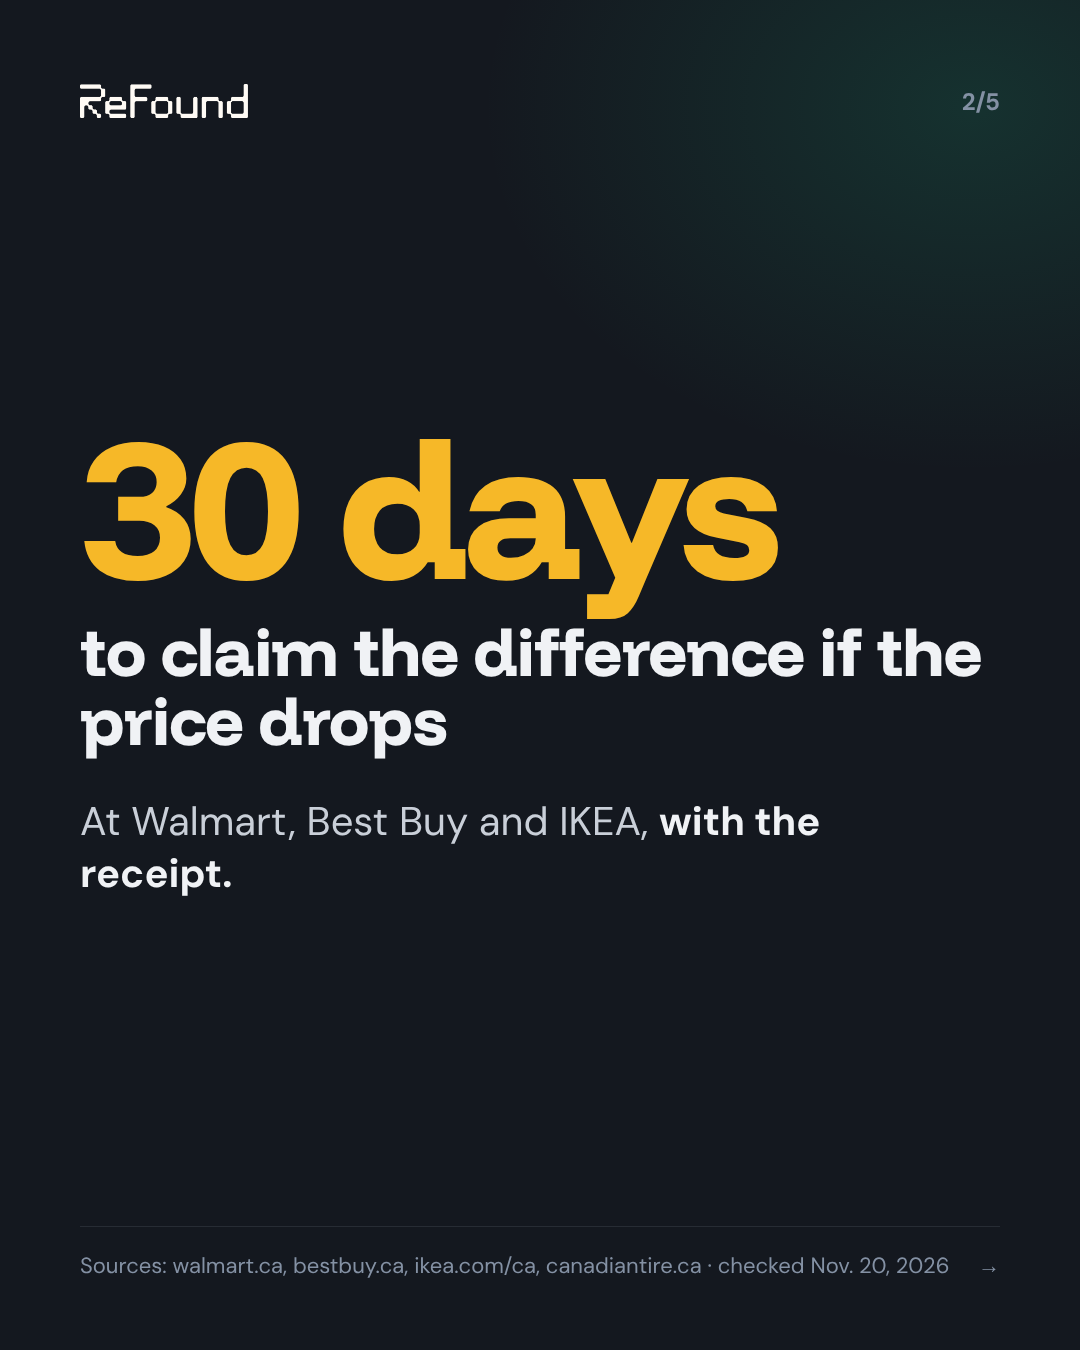 ReFound
2/5
30 days
to claim the difference if the
price drops
At Walmart, Best Buy and IKEA, with the
receipt.
Sources: walmart.ca, bestbuy.ca, ikea.com/ca, canadiantire.ca · checked Nov. 20, 2026 →